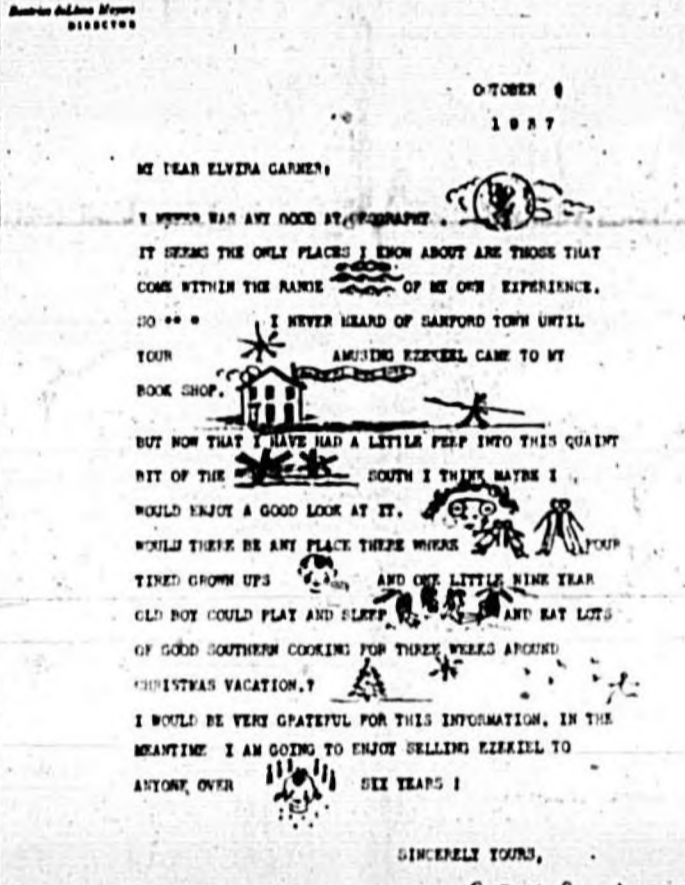 Beatrice deLima Meyers
DIRECTOR
OCTOBER
1937
MY DEAR ELVIRA GARNER:
I NEVER WAS ANY GOOD AT GEOGRAPHY .
IT SEEMS THE ONLY PLACES I KNOW ABOUT ARE THOSE THAT
COME WITHIN THE RANGE OF MY OWN EXPERIENCE.
SO ** * I NEVER HEARD OF SANFORD TOWN UNTIL
YOUR AMUSING EZEKIEL CAME TO MY
BOOK SHOP.
BUT NOW THAT I HAVE HAD A LITTLE PEEP INTO THIS QUAINT
BIT OF THE SOUTH I THINK MAYBE I
WOULD ENJOY A GOOD LOOK AT IT.
WOULD THERE BE ANY PLACE THERE WHERE FOUR
TIRED GROWN UPS AND ONE LITTLE NINE YEAR
OLD BOY COULD PLAY AND SLEEP AND EAT LOTS
OF GOOD SOUTHERN COOKING FOR THREE WEEKS AROUND
CHRISTMAS VACATION.?
I WOULD BE VERY GRATEFUL FOR THIS INFORMATION. IN THE
MEANTIME I AM GOING TO ENJOY SELLING EZEKIEL TO
ANYONE OVER SIX YEARS !
SINCERELY YOURS,